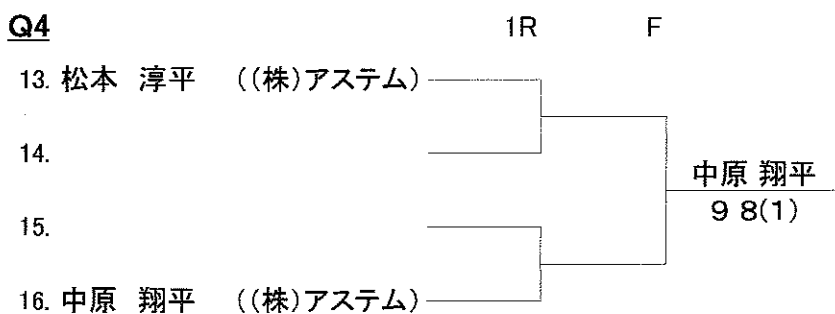 Q4 1R F
13. 松本 淳平 ((株)アステム)
14.
中原 翔平
9 8(1)
15.
16. 中原 翔平 ((株)アステム)